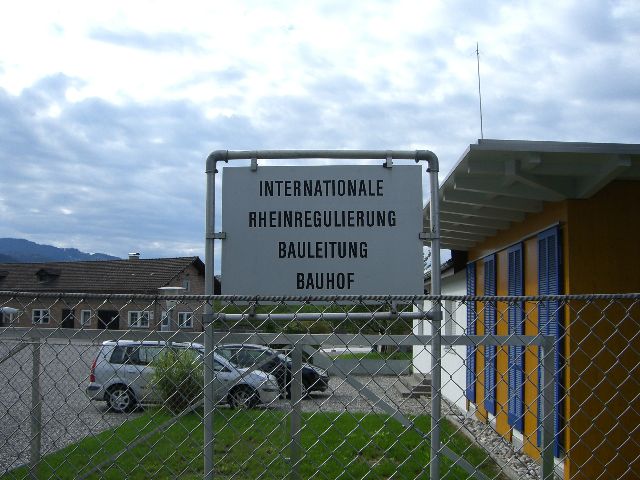 INTERNATIONALE
RHEINREGULIERUNG
BAULEITUNG
BAUHOF